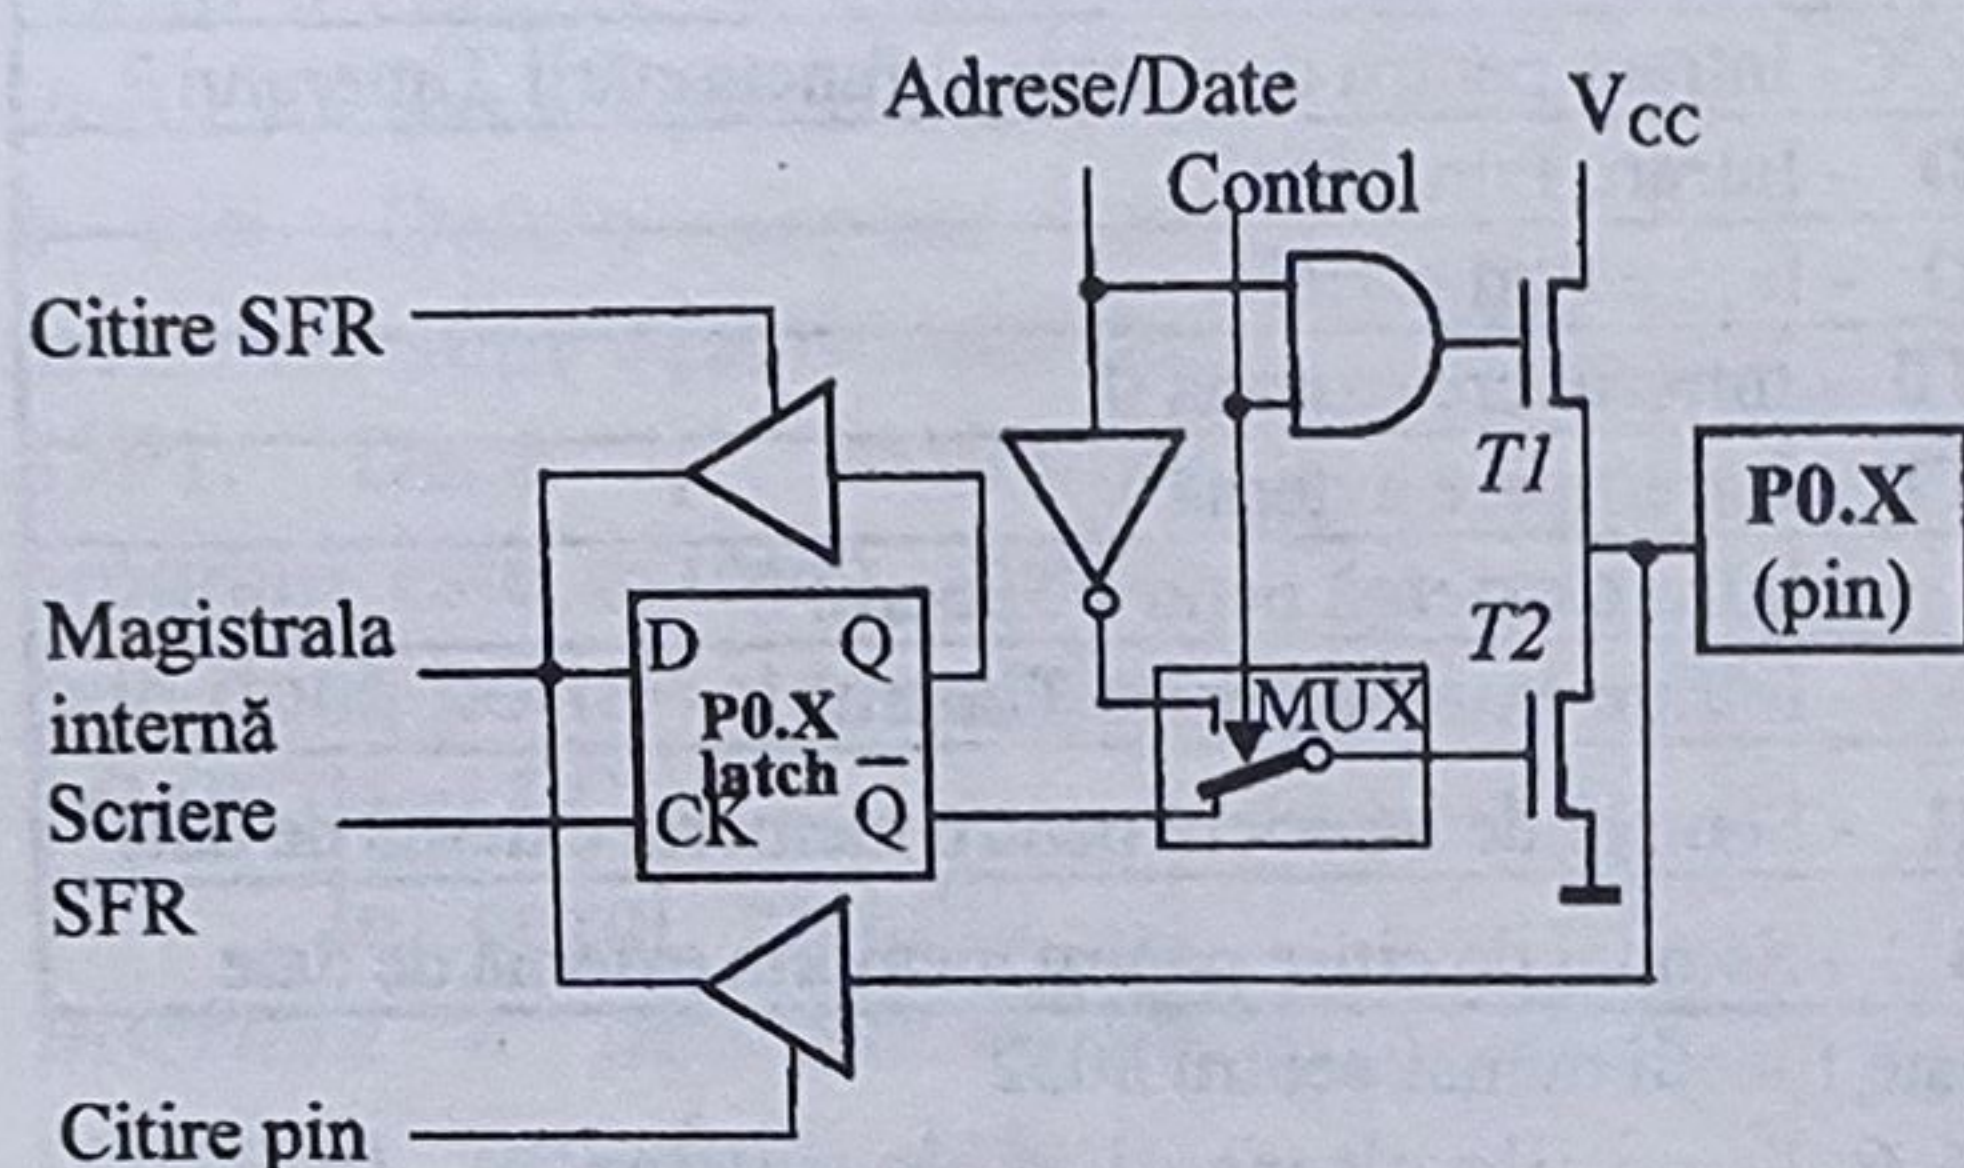 Adrese/Date
V_CC
Control
Citire SFR
T1
P0.X
(pin)
Magistrala
internă
D
Q
T2
P0.X
latch
MUX
Scriere
SFR
CK
Q̅
Citire pin